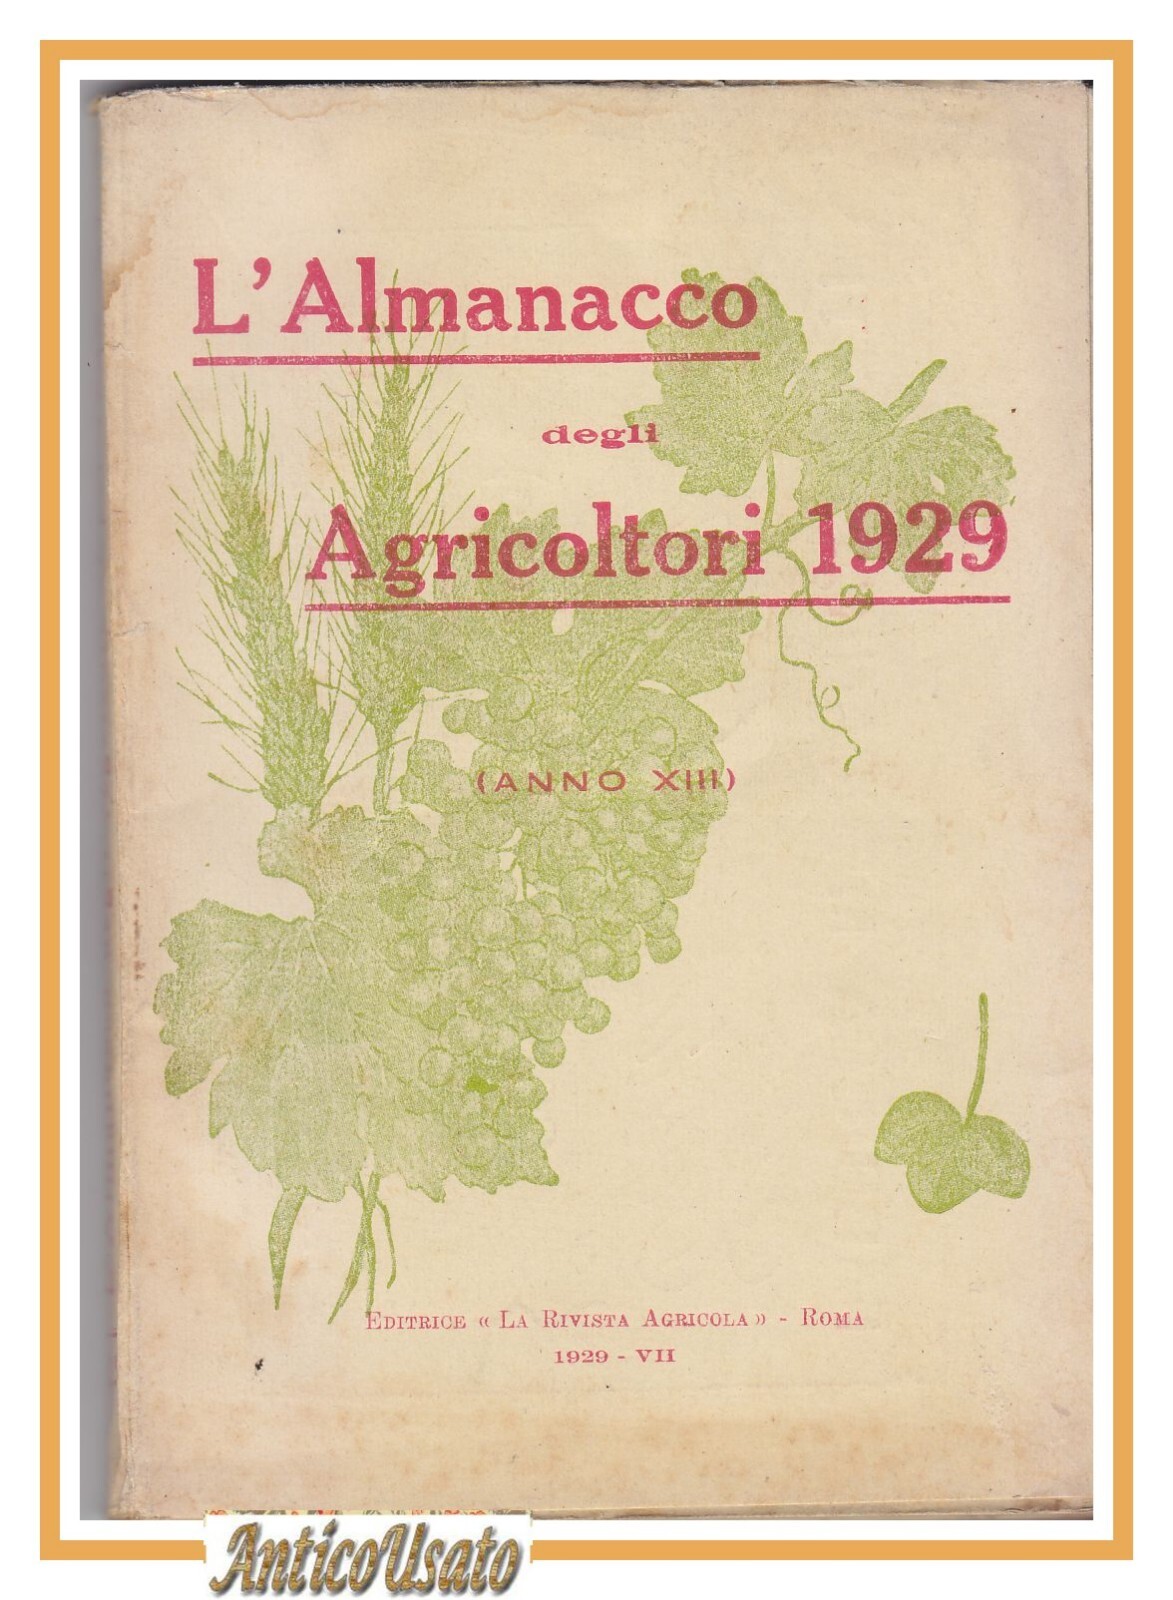 L'Almanacco
degli
Agricoltori 1929
(ANNO XIII)
EDITRICE « LA RIVISTA AGRICOLA » - ROMA
1929 - VII
AnticoUsato